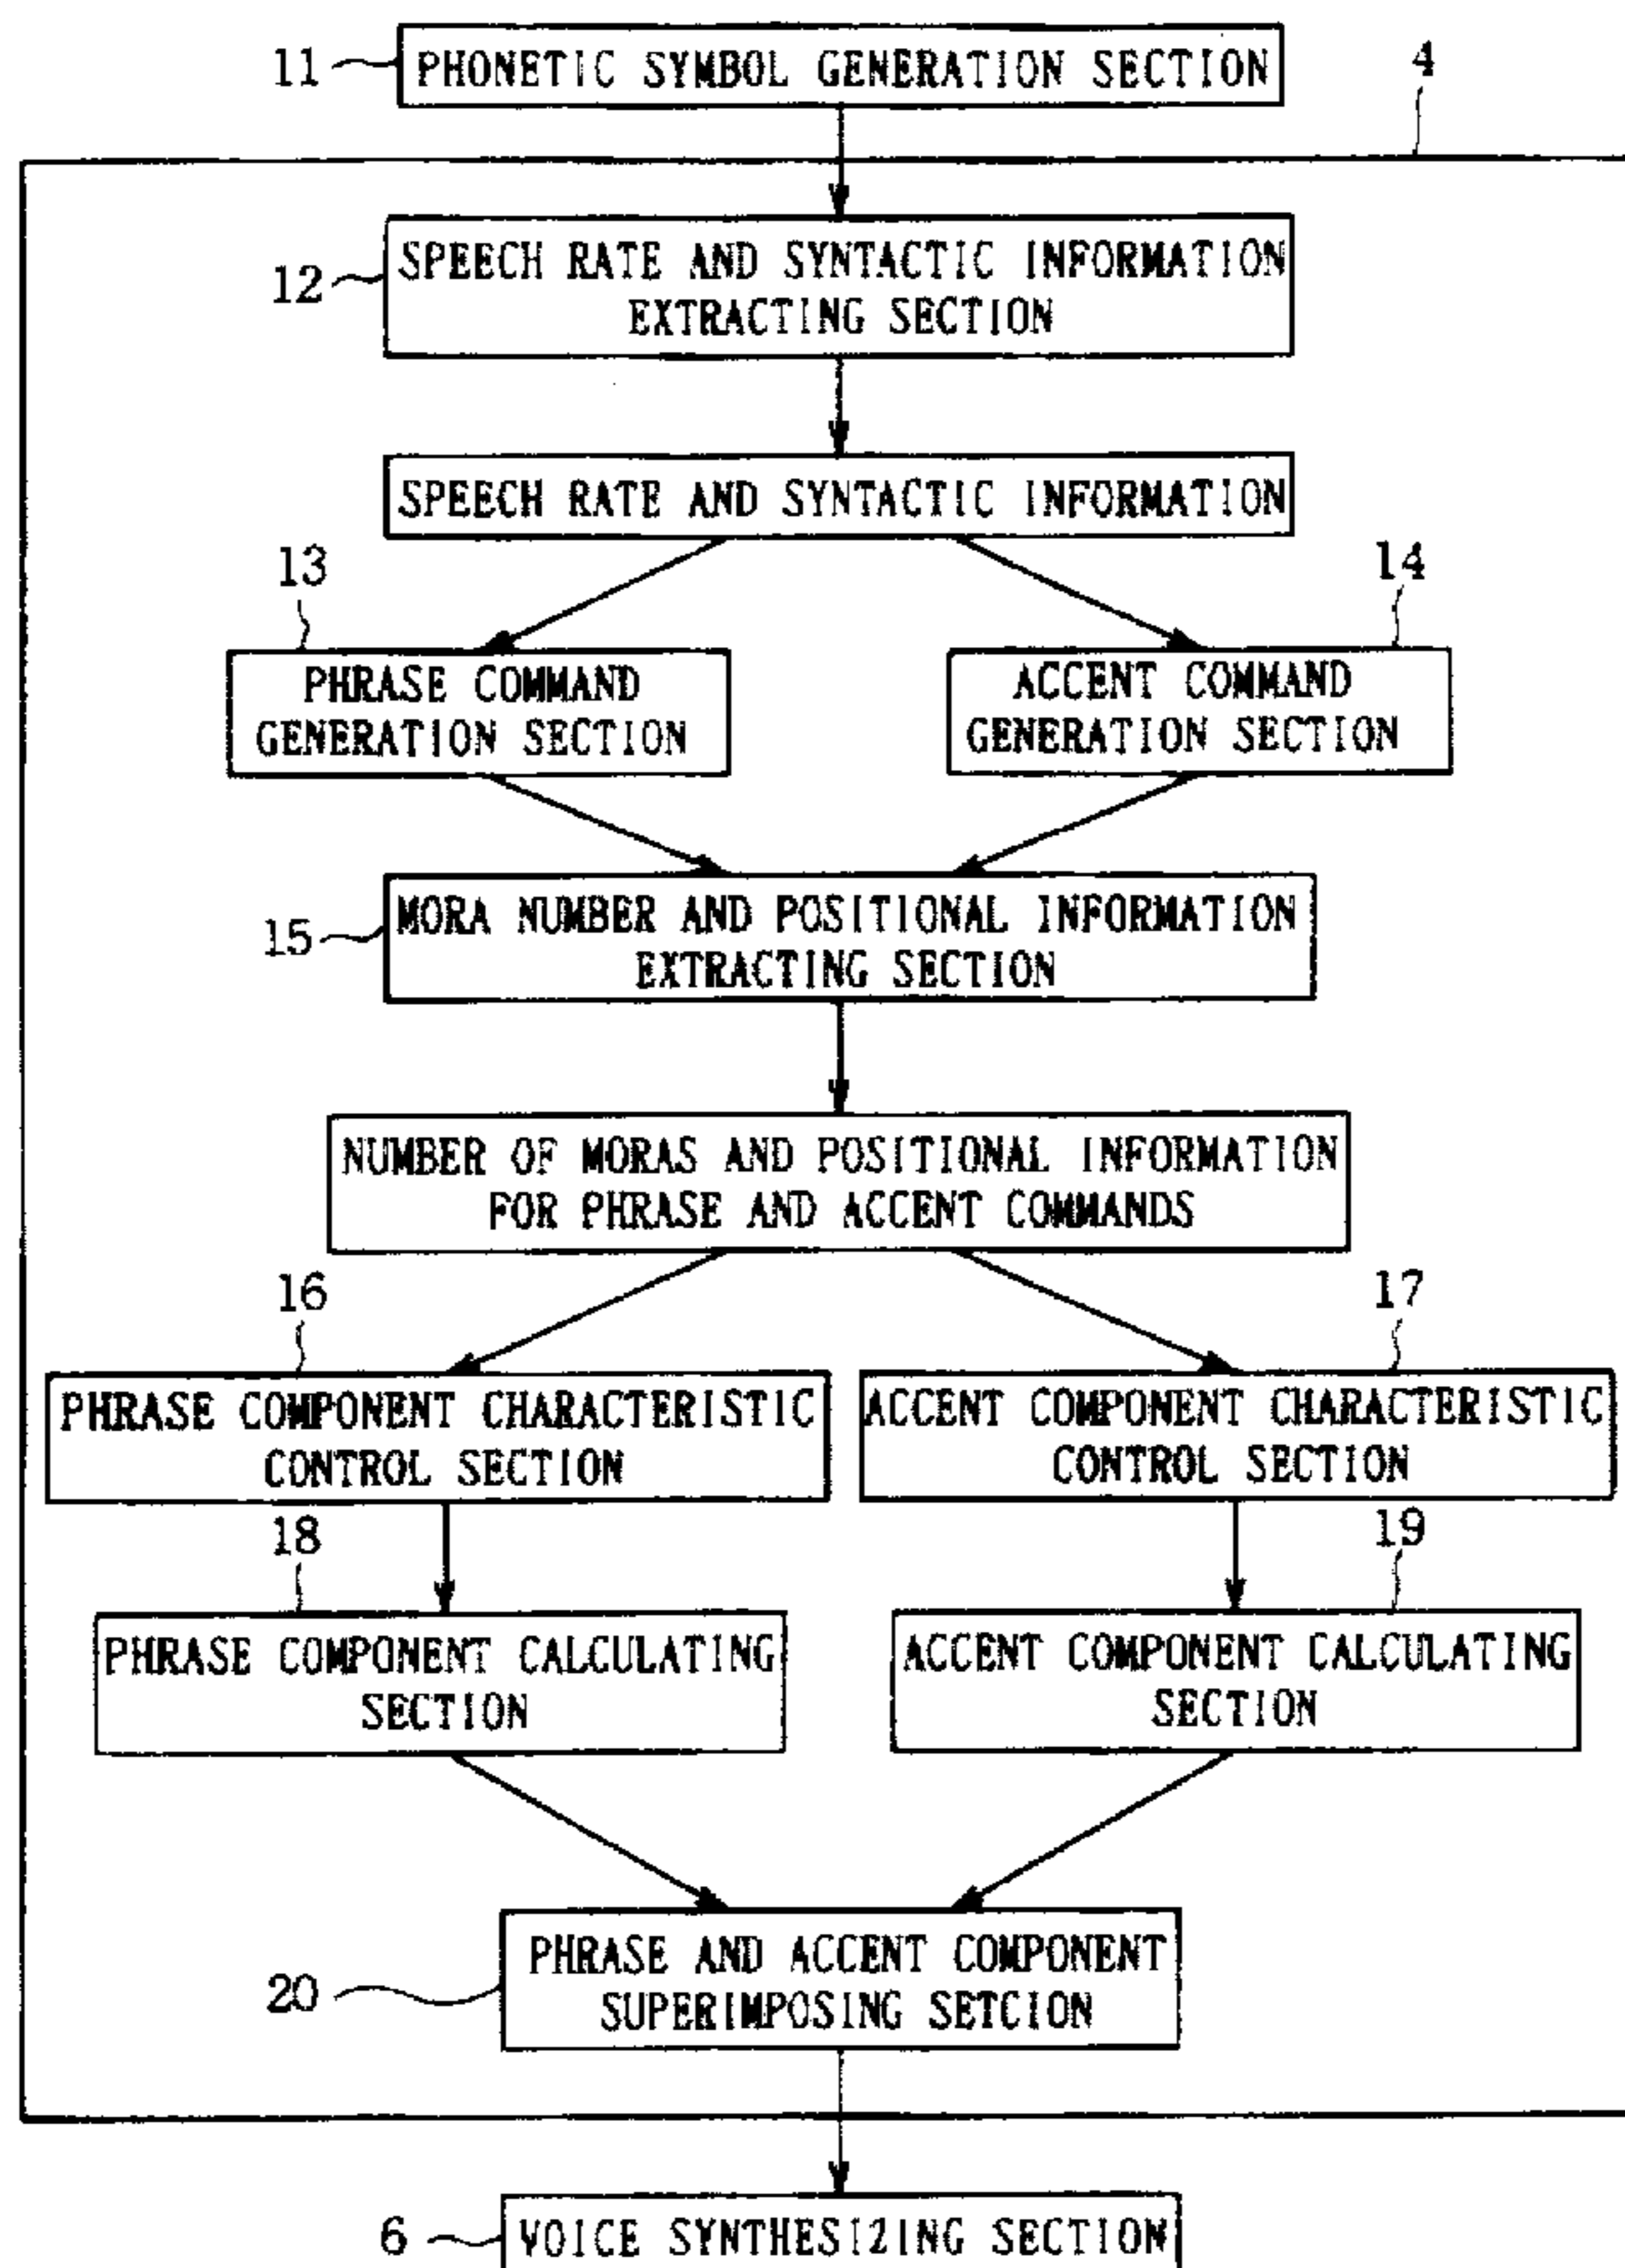 11
PHONETIC SYMBOL GENERATION SECTION
4
12
SPEECH RATE AND SYNTACTIC INFORMATION
EXTRACTING SECTION
SPEECH RATE AND SYNTACTIC INFORMATION
13
14
PHRASE COMMAND
GENERATION SECTION
ACCENT COMMAND
GENERATION SECTION
15
MORA NUMBER AND POSITIONAL INFORMATION
EXTRACTING SECTION
NUMBER OF MORAS AND POSITIONAL INFORMATION
FOR PHRASE AND ACCENT COMMANDS
16
17
PHRASE COMPONENT CHARACTERISTIC
CONTROL SECTION
ACCENT COMPONENT CHARACTERISTIC
CONTROL SECTION
18
19
PHRASE COMPONENT CALCULATING
SECTION
ACCENT COMPONENT CALCULATING
SECTION
20
PHRASE AND ACCENT COMPONENT
SUPERIMPOSING SETCION
6
VOICE SYNTHESIZING SECTION